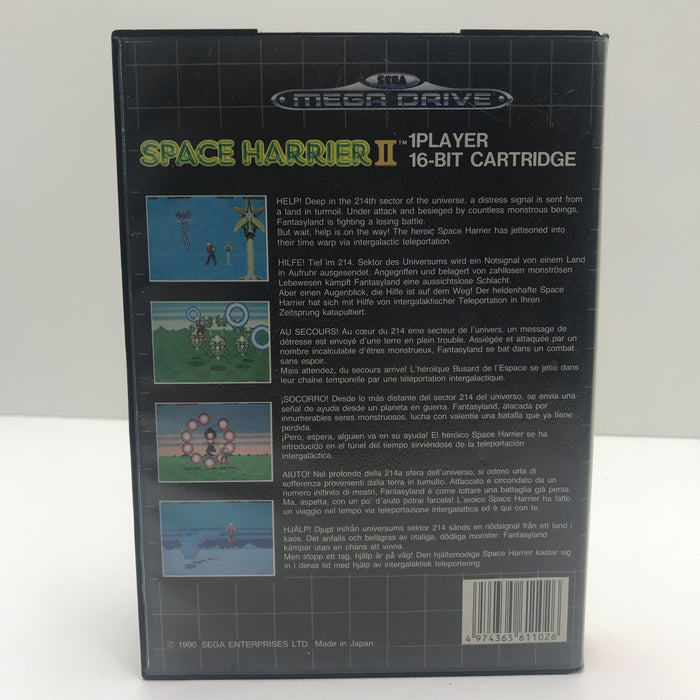 SEGA
MEGA DRIVE
SPACE HARRIER II™ 1PLAYER
16-BIT CARTRIDGE
HELP! Deep in the 214th sector of the universe, a distress signal is sent from
a land in turmoil. Under attack and besieged by countless monstrous beings,
Fantasyland is fighting a losing battle.
But wait, help is on the way! The heroic Space Harrier has jettisoned into
their time warp via intergalactic teleportation.
HILFE! Tief im 214. Sektor des Universums wird ein Notsignal von einem Land
in Aufruhr ausgesendet. Angegriffen und belagert von zahllosen monströsen
Lebewesen kämpft Fantasyland eine aussichtslose Schlacht.
Aber einen Augenblick, die Hilfe ist auf dem Weg! Der heldenhafte Space
Harrier hat sich mit Hilfe von intergalaktischer Teleportation in Ihren
Zeitsprung katapultiert.
AU SECOURS! Au cœur du 214 ème secteur de l'univers, un message de
détresse est envoyé d'une terre en plein trouble. Assiégée et attaquée par un
nombre incalculable d'êtres monstrueux, Fantasyland se bat dans un combat
sans espoir.
Mais attendez, du secours arrive! L'héroïque Busard de l'Espace se jette dans
leur chaîne temporelle par une téléportation intergalactique.
¡SOCORRO! Desde lo más distante del sector 214 del universo, se envía una
señal de ayuda desde un planeta en guerra. Fantasyland, atacada por
innumerables seres monstruosos, lucha con valentía una batalla que ya tiene
perdida.
¡Pero, espera, alguien va en su ayuda! El heróico Space Harrier se ha
introducido en el túnel del tiempo sirviéndose de la teleportación
intergaláctica.
AIUTO! Nel profondo della 214a sfera dell'universo, si odono urla di
sofferenza provenienti dalla terra in tumulto. Attaccato e circondato da un
numero infinito di mostri, Fantasyland è come lottare una battaglia già persa.
Ma, aspetta, con un po' d'aiuto potrai farcela! L'eroico Space Harrier ha fatto
un viaggio nel tempo via teleportazione intergalattica ed è qui con te.
HJÄLP! Djupt inifrån universums sektor 214 sänds en nödsignal från ett land i
kaos. Det anfalls och belägras av otaliga, dödliga monster. Fantasyland
kämpar utan en chans att vinna.
Men stopp ett tag, hjälp är på väg! Den hjältemodige Space Harrier kastar sig
in i deras tid med hjälp av intergalaktisk teleportering.
4 974365 611026
© 1990 SEGA ENTERPRISES LTD. Made in Japan